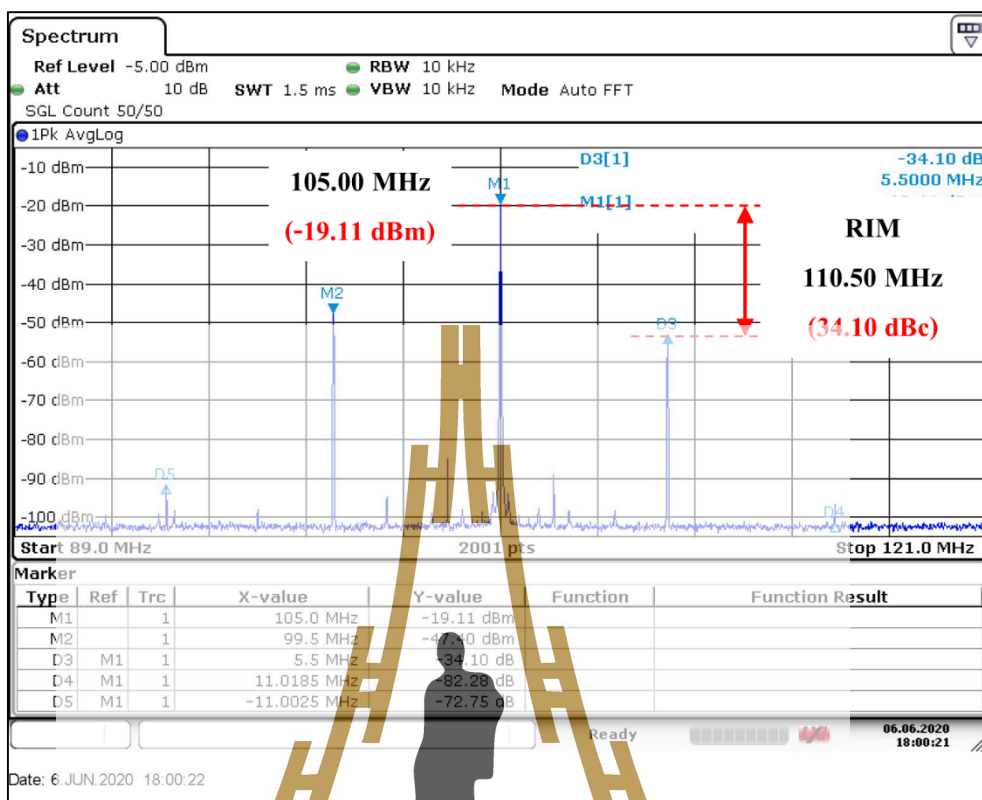 Spectrum
Ref Level -5.00 dBm RBW 10 kHz
Att 10 dB SWT 1.5 ms VBW 10 kHz Mode Auto FFT
SGL Count 50/50
1Pk AvgLog
D3[1] -34.10 dB
5.5000 MHz
M1[1]
105.00 MHz
(-19.11 dBm)
M1
RIM
110.50 MHz
(34.10 dBc)
M2
D3
D5
D4
-10 dBm
-20 dBm
-30 dBm
-40 dBm
-50 dBm
-60 dBm
-70 dBm
-80 dBm
-90 dBm
-100 dBm
Start 89.0 MHz 2001 pts Stop 121.0 MHz
Marker
Type Ref Trc X-value Y-value Function Function Result
M1 1 105.0 MHz -19.11 dBm
M2 1 99.5 MHz -47.40 dBm
D3 M1 1 5.5 MHz -34.10 dB
D4 M1 1 11.0185 MHz -82.28 dB
D5 M1 1 -11.0025 MHz -72.75 dB
Ready 06.06.2020
18:00:21
Date: 6.JUN.2020 18:00:22